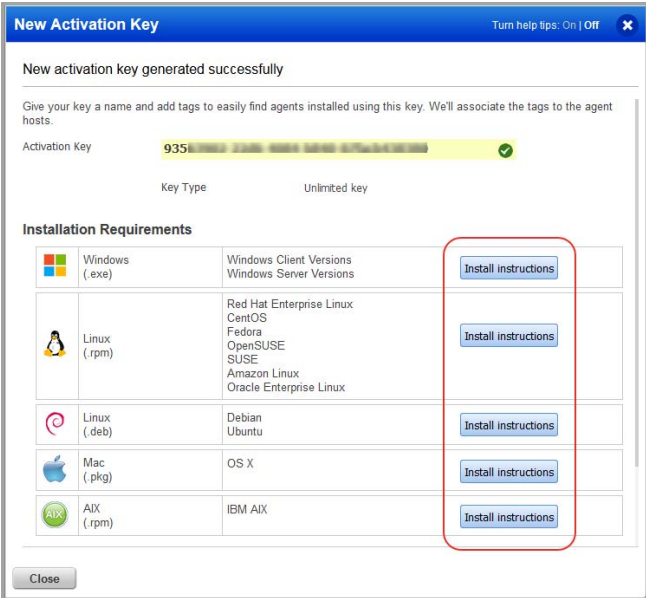 New Activation Key
Turn help tips: On | Off
New activation key generated successfully
Give your key a name and add tags to easily find agents installed using this key. We'll associate the tags to the agent
hosts.
Activation Key
935
Key Type
Unlimited key
Installation Requirements
Windows
(.exe)
Windows Client Versions
Windows Server Versions
Install instructions
Linux
(.rpm)
Red Hat Enterprise Linux
CentOS
Fedora
OpenSUSE
SUSE
Amazon Linux
Oracle Enterprise Linux
Install instructions
Linux
(.deb)
Debian
Ubuntu
Install instructions
Mac
(.pkg)
OS X
Install instructions
AIX
AIX
(.rpm)
IBM AIX
Install instructions
Close